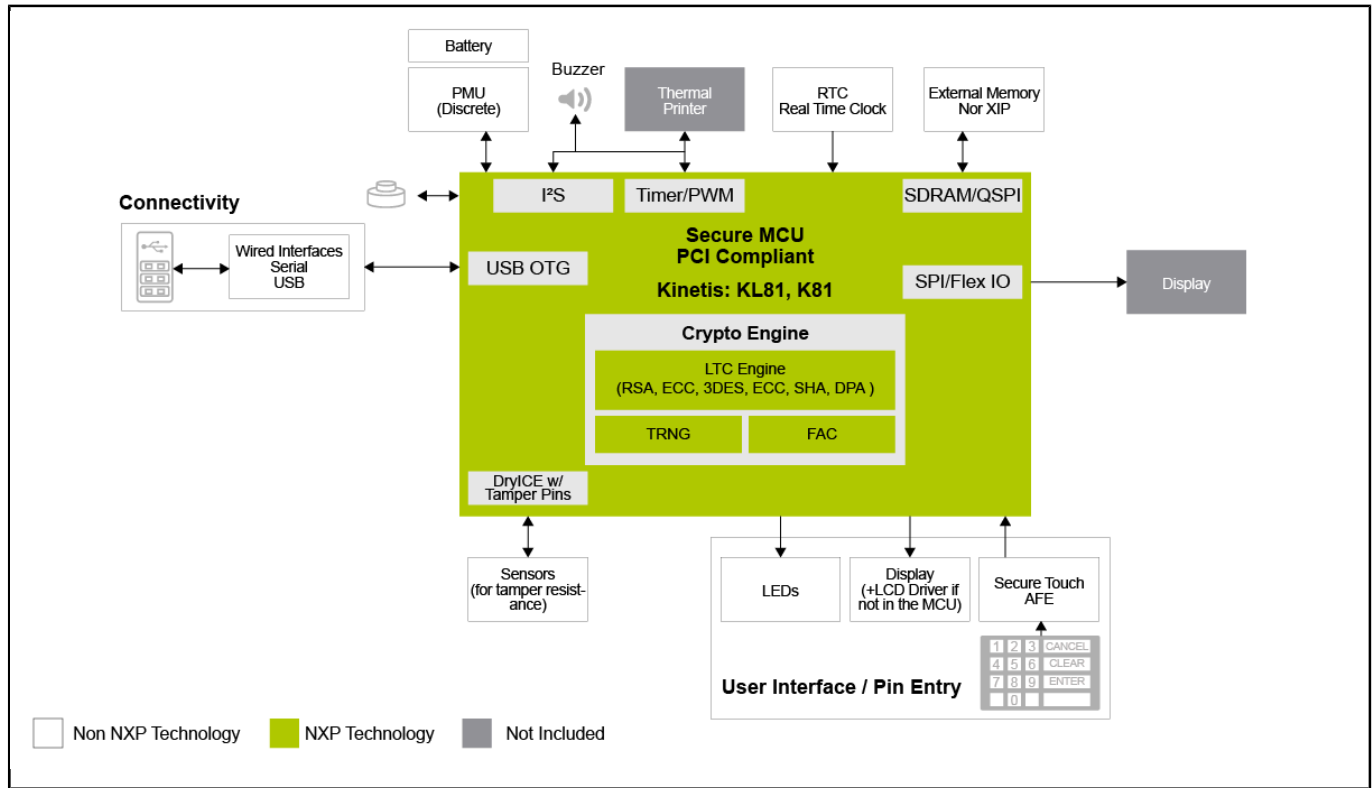 Battery
PMU
(Discrete)
Buzzer
Thermal
Printer
RTC
Real Time Clock
External Memory
Nor XIP
I²S
Timer/PWM
SDRAM/QSPI
Connectivity
Wired Interfaces
Serial
USB
USB OTG
Secure MCU
PCI Compliant
Kinetis: KL81, K81
SPI/Flex IO
Display
Crypto Engine
LTC Engine
(RSA, ECC, 3DES, ECC, SHA, DPA )
TRNG
FAC
DryICE w/
Tamper Pins
Sensors
(for tamper resist-
ance)
LEDs
Display
(+LCD Driver if
not in the MCU)
Secure Touch
AFE
1 2 3 CANCEL
4 5 6 CLEAR
7 8 9 ENTER
0
User Interface / Pin Entry
Non NXP Technology
NXP Technology
Not Included